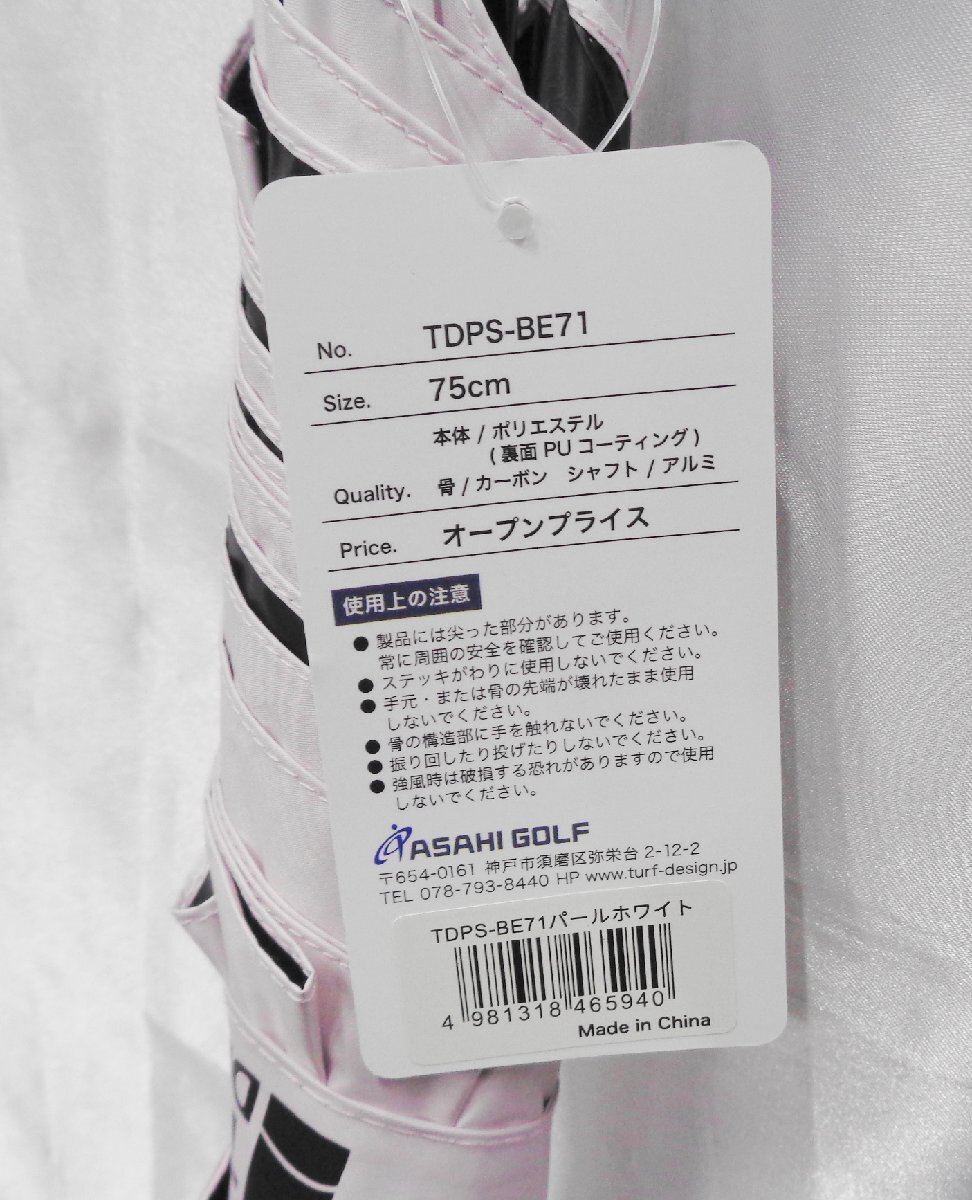 No. TDPS-BE71
Size. 75cm
本体 / ポリエステル
( 裏面 PU コーティング )
Quality. 骨 / カーボン シャフト / アルミ
Price. オープンプライス
使用上の注意
● 製品には尖った部分があります。
常に周囲の安全を確認してご使用ください。
● ステッキがわりに使用しないでください。
● 手元・または骨の先端が壊れたまま使用
しないでください。
● 骨の構造部に手を触れないでください。
● 振り回したり投げたりしないでください。
● 強風時は破損する恐れがありますので使用
しないでください。
ASAHI GOLF
〒654-0161 神戸市須磨区弥栄台 2-12-2
TEL 078-793-8440 HP www.turf-design.jp
TDPS-BE71パールホワイト
4 981318 465940
Made in China